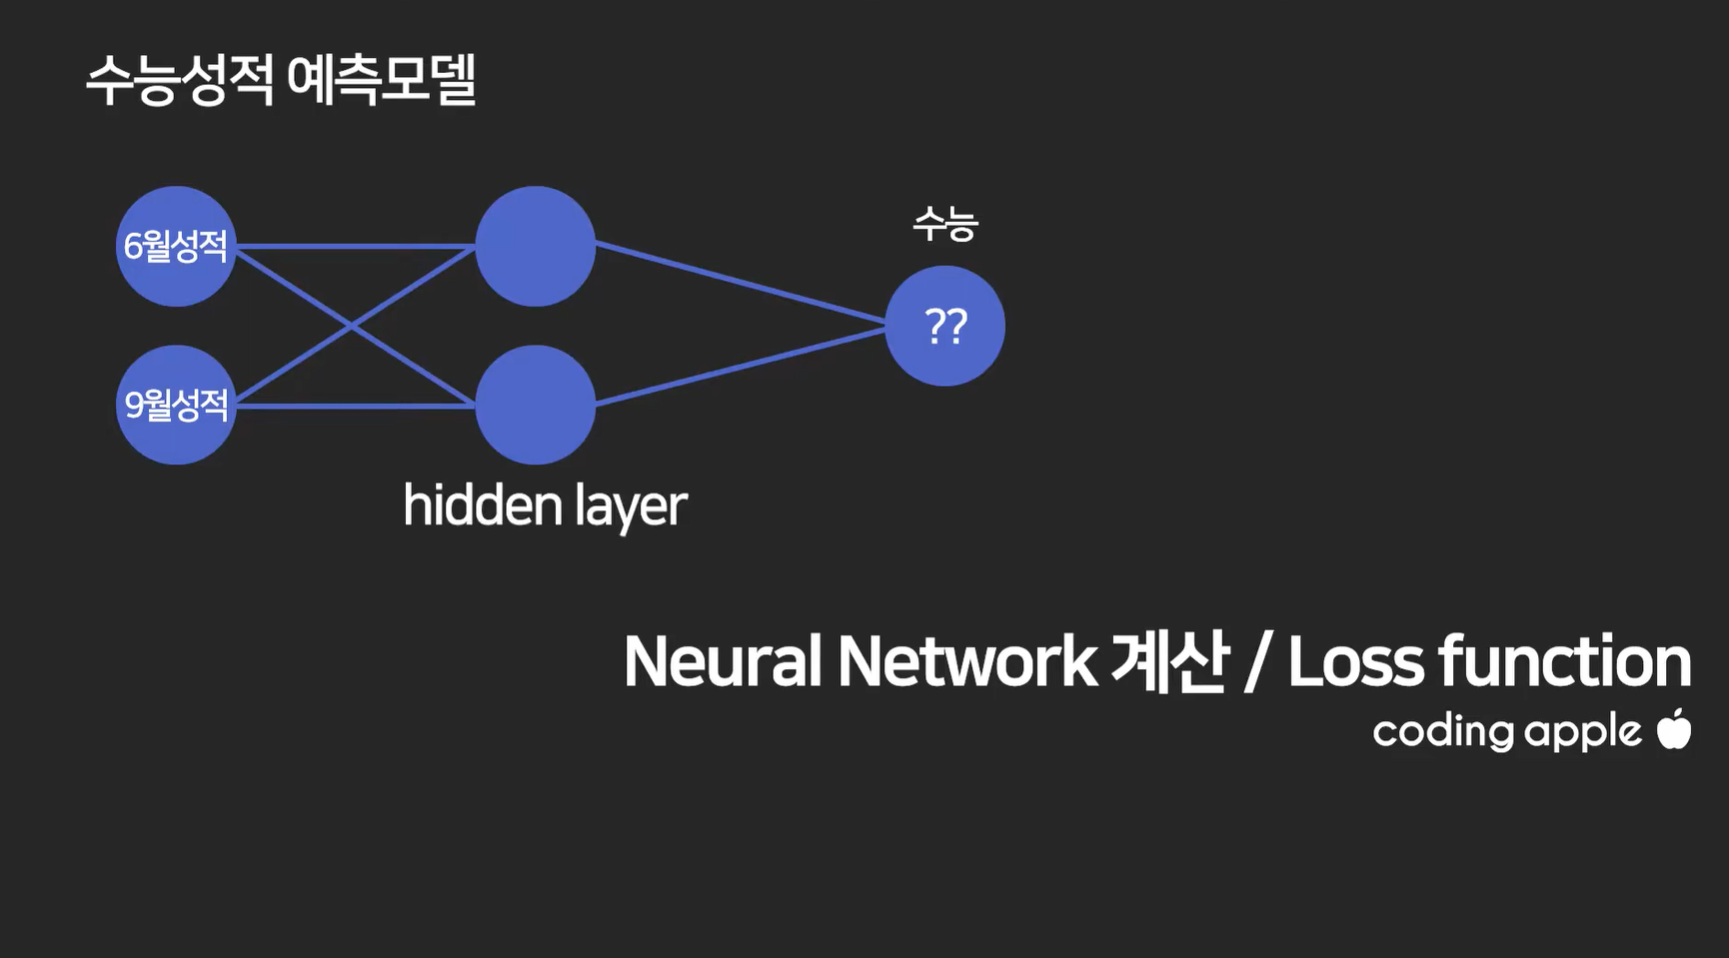 수능성적 예측모델
6월성적
수능
??
9월성적
hidden layer
Neural Network 계산 / Loss function
coding apple